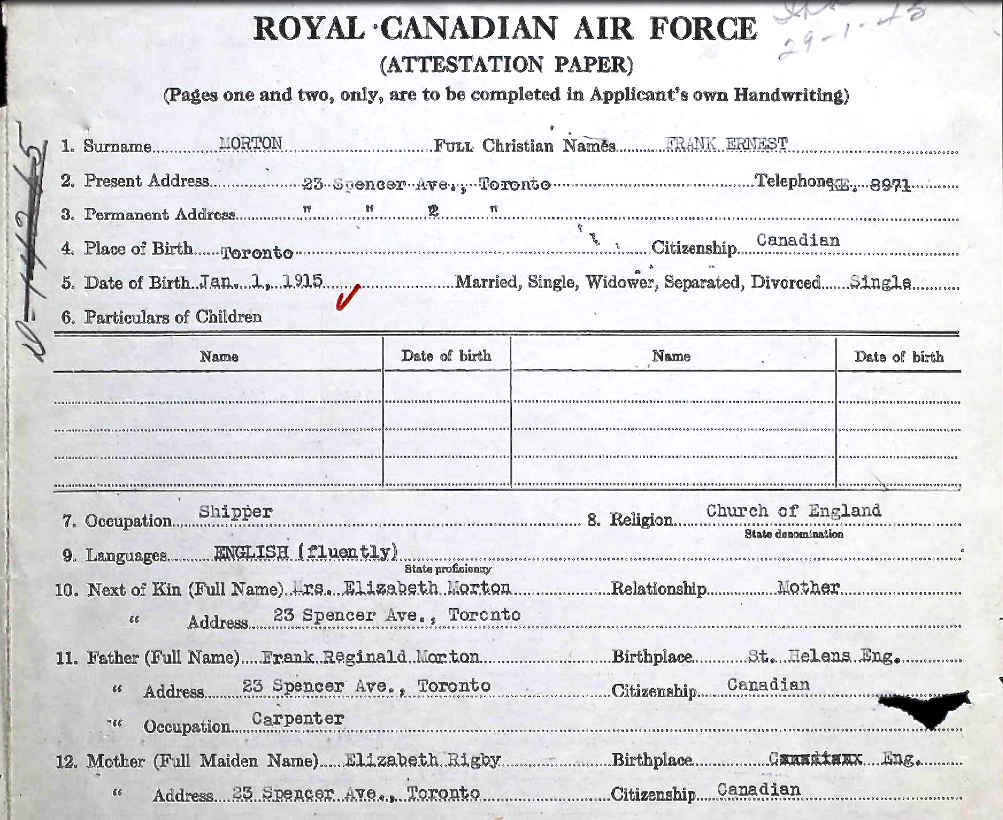 29-1-45
ROYAL CANADIAN AIR FORCE
(ATTESTATION PAPER)
(Pages one and two, only, are to be completed in Applicant's own Handwriting)
1. Surname MORTON FULL Christian Names FRANK ERNEST
2. Present Address 23 Spencer Ave., Toronto Telephone KE. 8971
3. Permanent Address " " 2 "
4. Place of Birth Toronto Citizenship Canadian
5. Date of Birth Jan. 1, 1915 Married, Single, Widower, Separated, Divorced Single
6. Particulars of Children
Name Date of birth Name Date of birth
7. Occupation Shipper 8. Religion Church of England
State denomination
9. Languages ENGLISH (fluently)
State proficiency
10. Next of Kin (Full Name) Mrs. Elizabeth Morton Relationship Mother
" Address 23 Spencer Ave., Toronto
11. Father (Full Name) Frank Reginald Morton Birthplace St. Helens Eng.
" Address 23 Spencer Ave., Toronto Citizenship Canadian
" Occupation Carpenter
12. Mother (Full Maiden Name) Elizabeth Rigby Birthplace Eng.
" Address 23 Spencer Ave., Toronto Citizenship Canadian